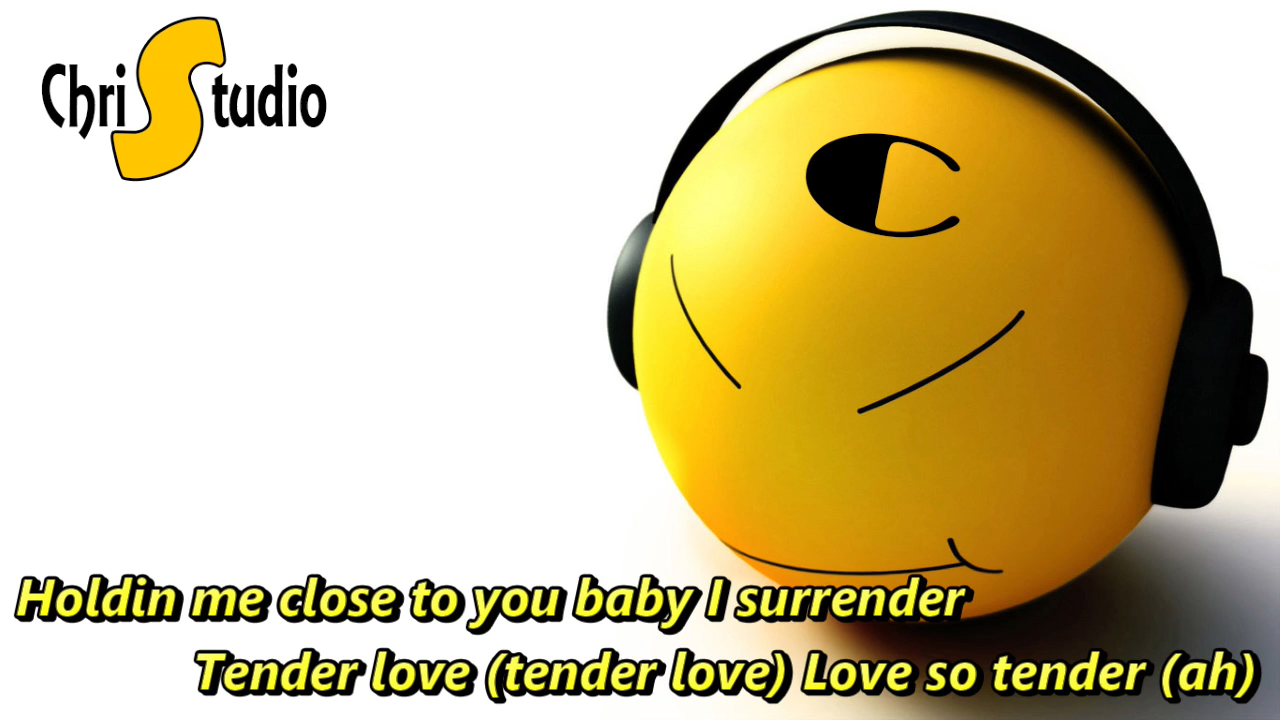 ChriStudio
Holdin me close to you baby I surrender
Tender love (tender love) Love so tender (ah)